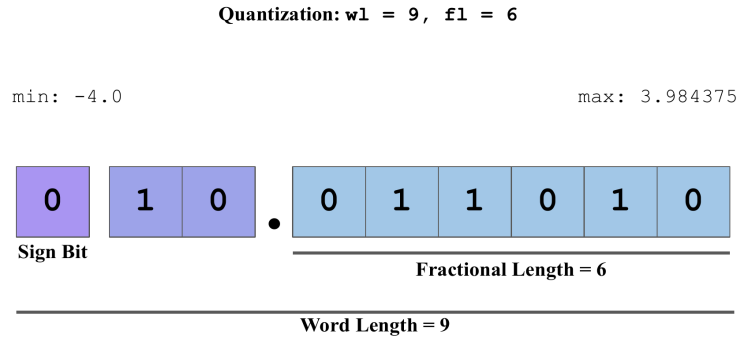 Quantization: wl = 9, fl = 6
min: -4.0 max: 3.984375
0 1 0 . 0 1 1 0 1 0
Sign Bit
Fractional Length = 6
Word Length = 9